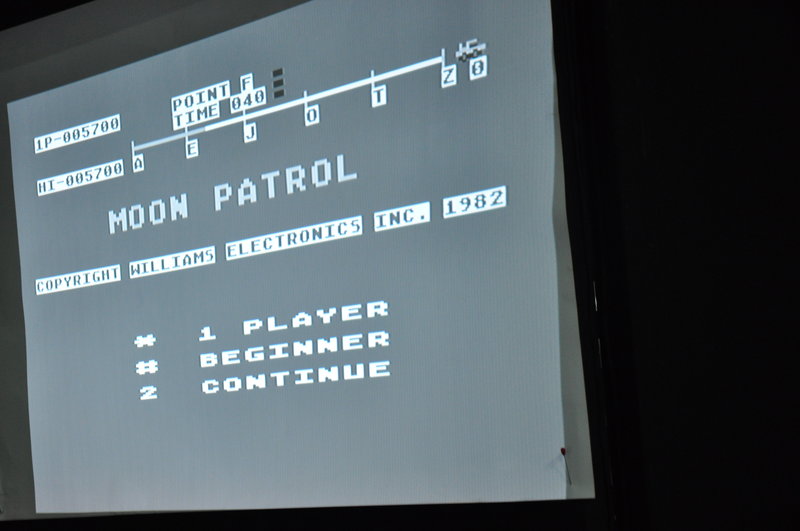 POINT F
TIME 040
1P-005700
HI-005700
A E J O T Z 0
MOON PATROL
COPYRIGHT WILLIAMS ELECTRONICS INC. 1982
* 1 PLAYER
# BEGINNER
2 CONTINUE